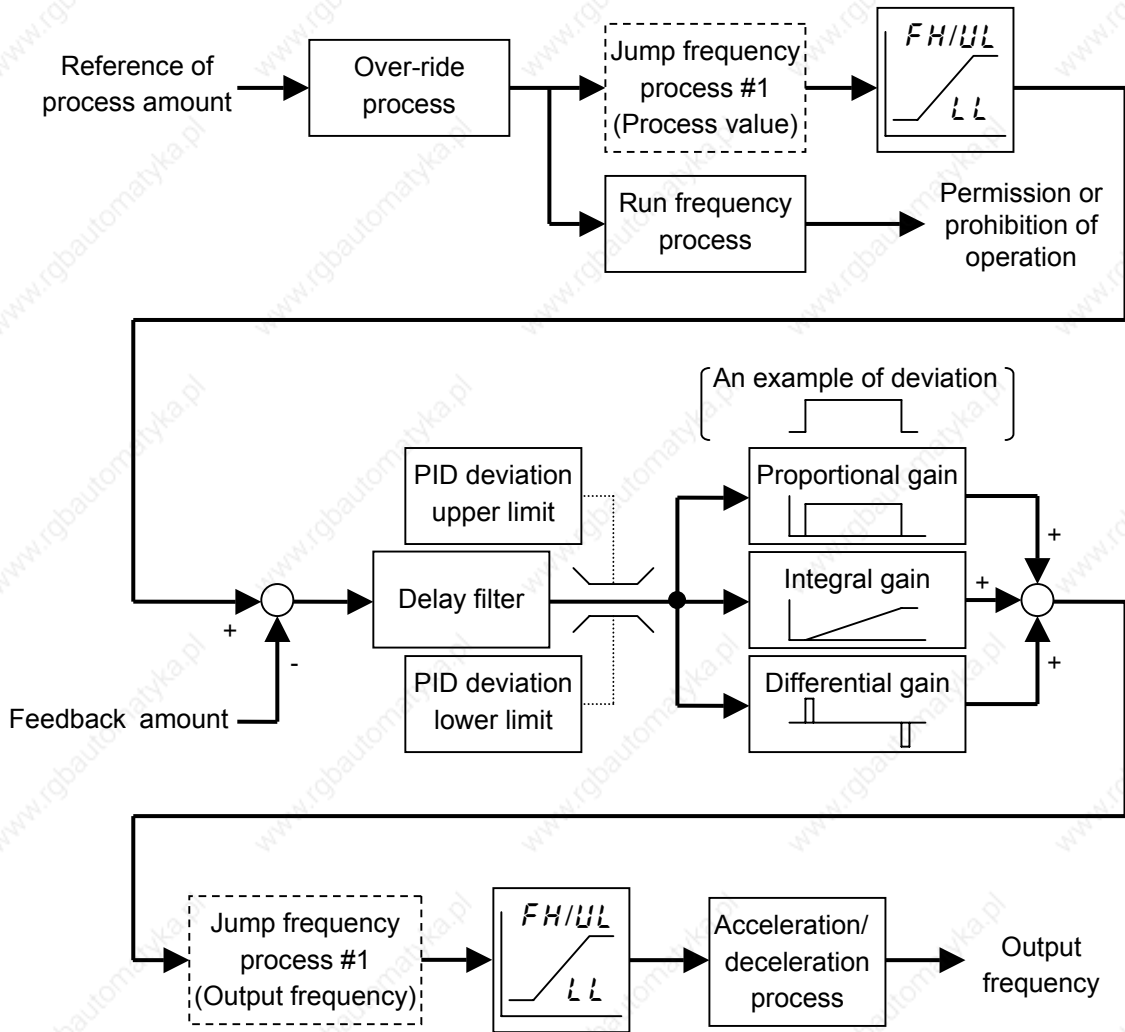 Reference of
process amount
Over-ride
process
Jump frequency
process #1
(Process value)
FH/UL
LL
Run frequency
process
Permission or
prohibition of
operation
An example of deviation
PID deviation
upper limit
Proportional gain
+
Delay filter
Integral gain
+
+
-
PID deviation
lower limit
Differential gain
+
Feedback amount
Jump frequency
process #1
(Output frequency)
FH/UL
LL
Acceleration/
deceleration
process
Output
frequency
www.rgbautomatyka.pl